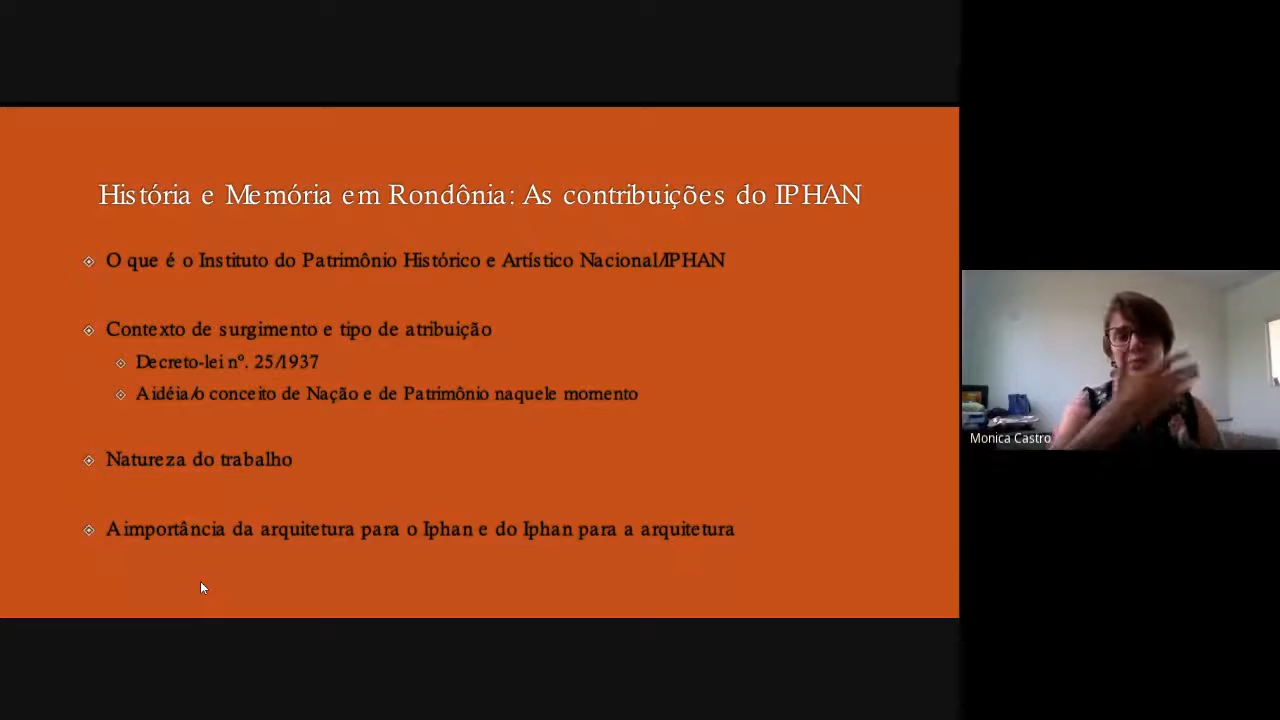 História e Memória em Rondônia: As contribuições do IPHAN
O que é o Instituto do Patrimônio Histórico e Artístico Nacional/IPHAN
Contexto de surgimento e tipo de atribuição
Decreto-lei nº. 25/1937
A idéia/o conceito de Nação e de Patrimônio naquele momento
Natureza do trabalho
A importância da arquitetura para o Iphan e do Iphan para a arquitetura
Monica Castro